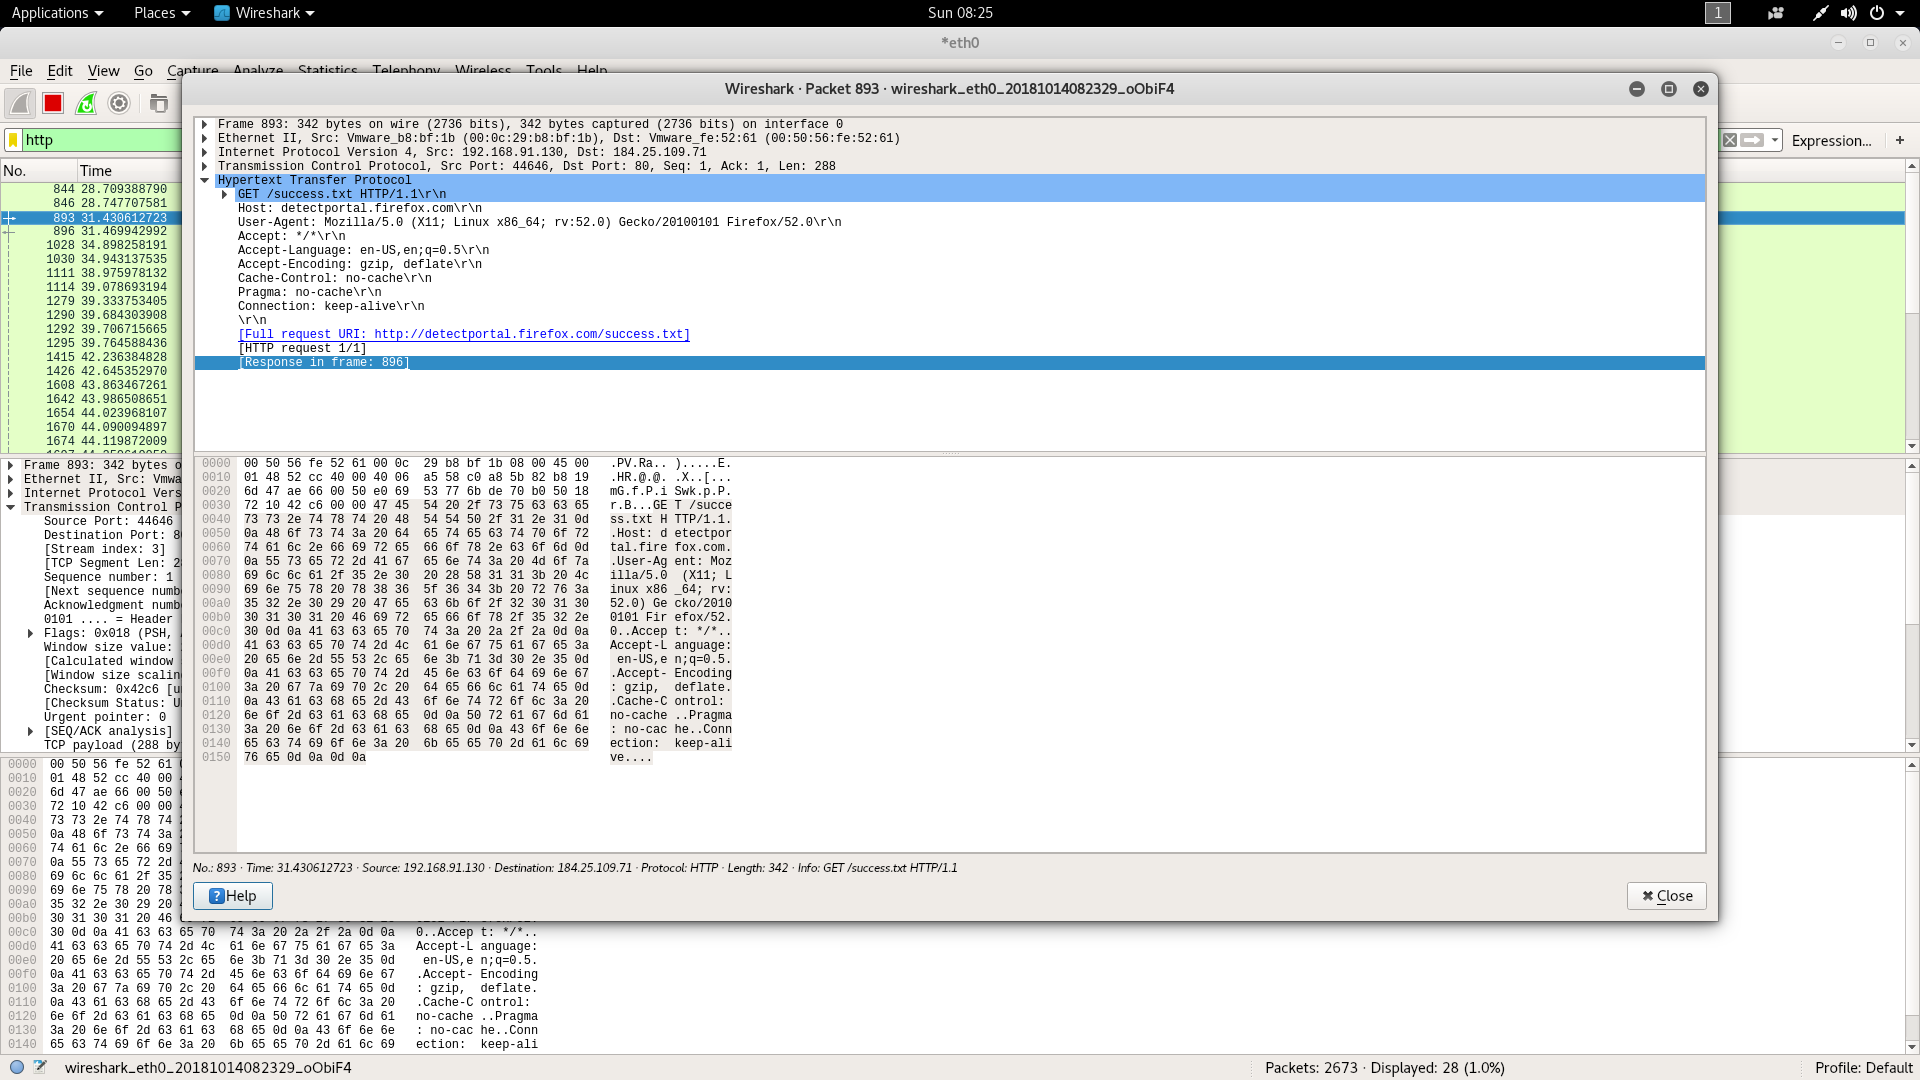 Applications
Places
Wireshark
Sun 08:25
1
*eth0
File Edit View Go Capture Analyze Statistics Telephony Wireless Tools Help
Wireshark · Packet 893 · wireshark_eth0_20181014082329_oObiF4
http
Expression...
+
No. Time
844 28.709388790
846 28.747707581
893 31.430612723
896 31.469942992
1028 34.898258191
1030 34.943137535
1111 38.975978132
1114 39.078693194
1279 39.333753405
1290 39.684303908
1292 39.706715665
1295 39.764588436
1415 42.236384828
1426 42.645352970
1608 43.863467261
1642 43.986508651
1654 44.023968107
1670 44.090094897
1674 44.119872009
Frame 893: 342 bytes on wire (2736 bits), 342 bytes captured (2736 bits) on interface 0
Ethernet II, Src: Vmware_b8:bf:1b (00:0c:29:b8:bf:1b), Dst: Vmware_fe:52:61 (00:50:56:fe:52:61)
Internet Protocol Version 4, Src: 192.168.91.130, Dst: 184.25.109.71
Transmission Control Protocol, Src Port: 44646, Dst Port: 80, Seq: 1, Ack: 1, Len: 288
Hypertext Transfer Protocol
GET /success.txt HTTP/1.1\r\n
Host: detectportal.firefox.com\r\n
User-Agent: Mozilla/5.0 (X11; Linux x86_64; rv:52.0) Gecko/20100101 Firefox/52.0\r\n
Accept: */*\r\n
Accept-Language: en-US,en;q=0.5\r\n
Accept-Encoding: gzip, deflate\r\n
Cache-Control: no-cache\r\n
Pragma: no-cache\r\n
Connection: keep-alive\r\n
\r\n
[Full request URI: http://detectportal.firefox.com/success.txt]
[HTTP request 1/1]
[Response in frame: 896]
0000 00 50 56 fe 52 61 00 0c 29 b8 bf 1b 08 00 45 00 .PV.Ra.. ).....E.
0010 01 48 52 cc 40 00 40 06 a5 58 c0 a8 5b 82 b8 19 .HR.@.@. .X..[...
0020 6d 47 ae 66 00 50 e0 69 53 77 6b de 70 b0 50 18 mG.f.P.i Swk.p.P.
0030 72 10 42 c6 00 00 47 45 54 20 2f 73 75 63 63 65 r.B...GE T /succe
0040 73 73 2e 74 78 74 20 48 54 54 50 2f 31 2e 31 0d ss.txt H TTP/1.1.
0050 0a 48 6f 73 74 3a 20 64 65 74 65 63 74 70 6f 72 .Host: d etectpor
0060 74 61 6c 2e 66 69 72 65 66 6f 78 2e 63 6f 6d 0d tal.fire fox.com.
0070 0a 55 73 65 72 2d 41 67 65 6e 74 3a 20 4d 6f 7a .User-Ag ent: Moz
0080 69 6c 6c 61 2f 35 2e 30 20 28 58 31 31 3b 20 4c illa/5.0 (X11; L
0090 69 6e 75 78 20 78 38 36 5f 36 34 3b 20 72 76 3a inux x86 _64; rv:
00a0 35 32 2e 30 29 20 47 65 63 6b 6f 2f 32 30 31 30 52.0) Ge cko/2010
00b0 30 31 30 31 20 46 69 72 65 66 6f 78 2f 35 32 2e 0101 Fir efox/52.
00c0 30 0d 0a 41 63 63 65 70 74 3a 20 2a 2f 2a 0d 0a 0..Accep t: */*..
00d0 41 63 63 65 70 74 2d 4c 61 6e 67 75 61 67 65 3a Accept-L anguage:
00e0 20 65 6e 2d 55 53 2c 65 6e 3b 71 3d 30 2e 35 0d en-US,e n;q=0.5.
00f0 0a 41 63 63 65 70 74 2d 45 6e 63 6f 64 69 6e 67 .Accept- Encoding
0100 3a 20 67 7a 69 70 2c 20 64 65 66 6c 61 74 65 0d : gzip, deflate.
0110 0a 43 61 63 68 65 2d 43 6f 6e 74 72 6f 6c 3a 20 .Cache-C ontrol:
0120 6e 6f 2d 63 61 63 68 65 0d 0a 50 72 61 67 6d 61 no-cache ..Pragma
0130 3a 20 6e 6f 2d 63 61 63 68 65 0d 0a 43 6f 6e 6e : no-cac he..Conn
0140 65 63 74 69 6f 6e 3a 20 6b 65 65 70 2d 61 6c 69 ection: keep-ali
0150 76 65 0d 0a 0d 0a ve....
No.: 893 · Time: 31.430612723 · Source: 192.168.91.130 · Destination: 184.25.109.71 · Protocol: HTTP · Length: 342 · Info: GET /success.txt HTTP/1.1
Help
Close
Frame 893: 342 bytes o
Ethernet II, Src: Vmwa
Internet Protocol Vers
Transmission Control P
Source Port: 44646
Destination Port: 8
[Stream index: 3]
[TCP Segment Len: 2
Sequence number: 1
[Next sequence numb
Acknowledgment numb
0101 .... = Header
Flags: 0x018 (PSH,
Window size value:
[Calculated window
[Window size scalin
Checksum: 0x42c6 [u
[Checksum Status: U
Urgent pointer: 0
[SEQ/ACK analysis]
TCP payload (288 by
0000 00 50 56 fe 52 61
0010 01 48 52 cc 40 00
0020 6d 47 ae 66 00 50
0030 72 10 42 c6 00 00
0040 73 73 2e 74 78 74
0050 0a 48 6f 73 74 3a
0060 74 61 6c 2e 66 69
0070 0a 55 73 65 72 2d
0080 69 6c 6c 61 2f 35
0090 69 6e 75 78 20 78
00a0 35 32 2e 30 29 20
00b0 30 31 30 31 20 46
00c0 30 0d 0a 41 63 63 65 70 74 3a 20 2a 2f 2a 0d 0a 0..Accep t: */*..
00d0 41 63 63 65 70 74 2d 4c 61 6e 67 75 61 67 65 3a Accept-L anguage:
00e0 20 65 6e 2d 55 53 2c 65 6e 3b 71 3d 30 2e 35 0d en-US,e n;q=0.5.
00f0 0a 41 63 63 65 70 74 2d 45 6e 63 6f 64 69 6e 67 .Accept- Encoding
0100 3a 20 67 7a 69 70 2c 20 64 65 66 6c 61 74 65 0d : gzip, deflate.
0110 0a 43 61 63 68 65 2d 43 6f 6e 74 72 6f 6c 3a 20 .Cache-C ontrol:
0120 6e 6f 2d 63 61 63 68 65 0d 0a 50 72 61 67 6d 61 no-cache ..Pragma
0130 3a 20 6e 6f 2d 63 61 63 68 65 0d 0a 43 6f 6e 6e : no-cac he..Conn
0140 65 63 74 69 6f 6e 3a 20 6b 65 65 70 2d 61 6c 69 ection: keep-ali
wireshark_eth0_20181014082329_oObiF4
Packets: 2673 · Displayed: 28 (1.0%)
Profile: Default